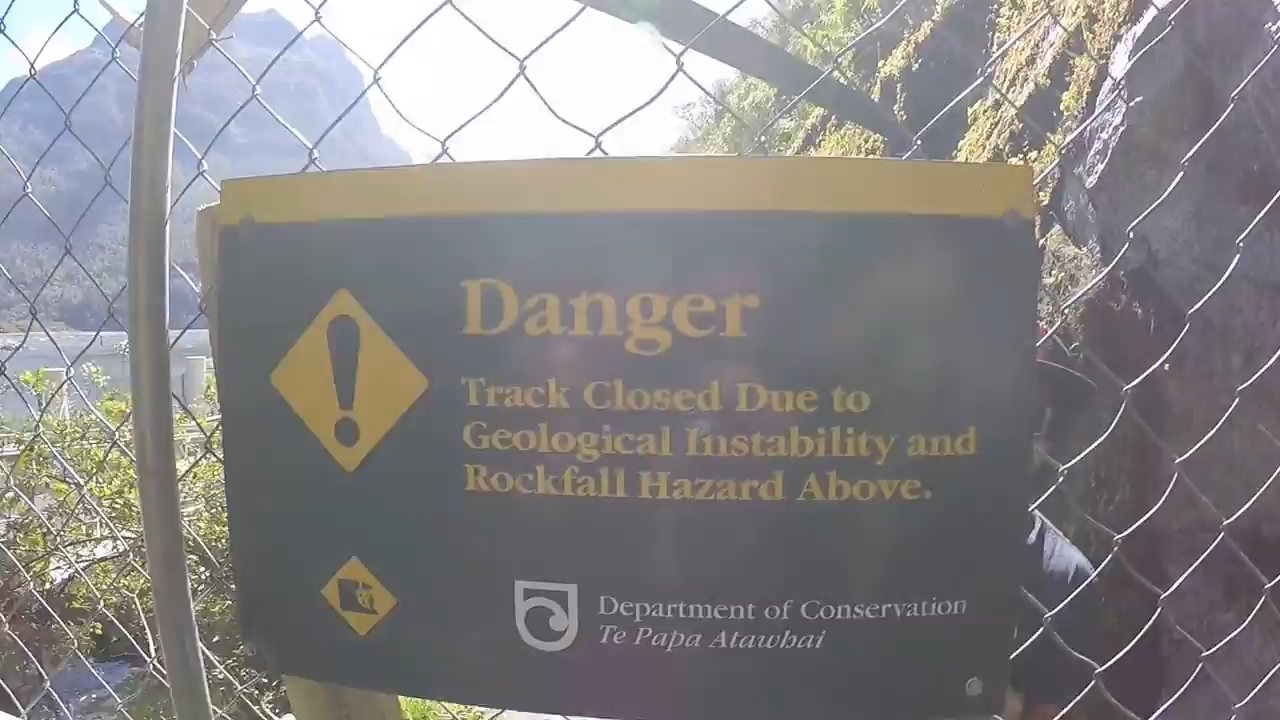 Danger
Track Closed Due to
Geological Instability and
Rockfall Hazard Above.
Department of Conservation
Te Papa Atawhai